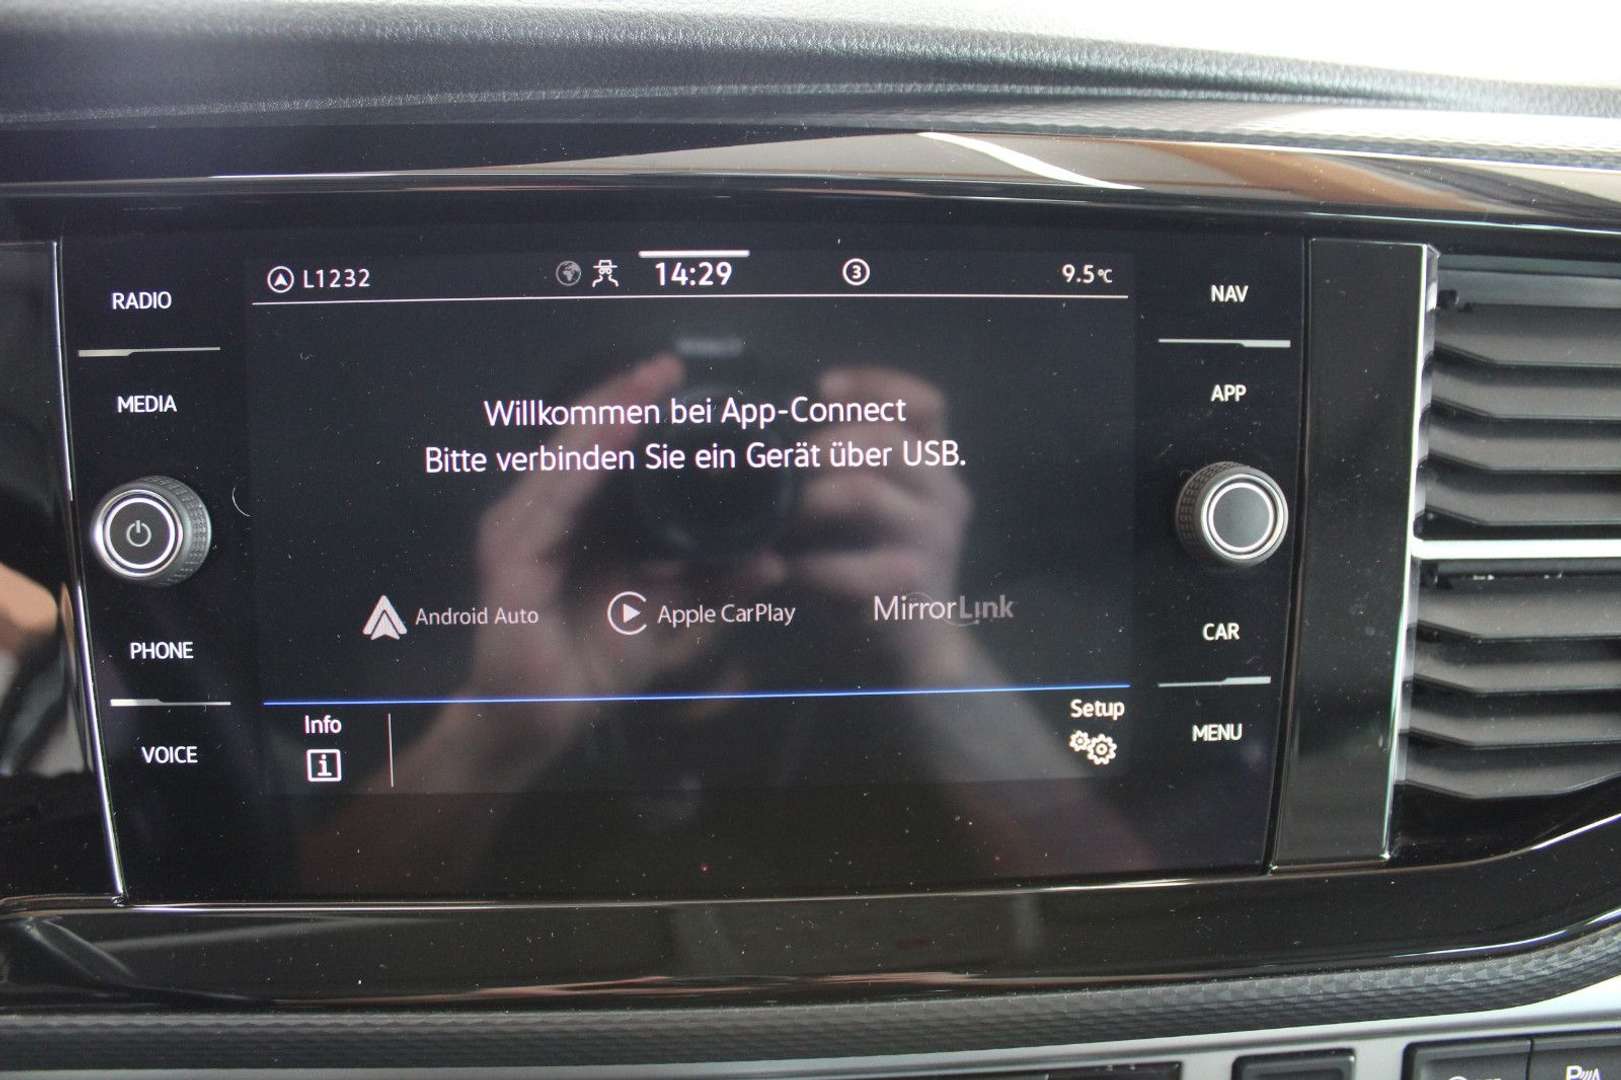 L1232
14:29
3
9.5°C
RADIO
MEDIA
PHONE
VOICE
NAV
APP
CAR
MENU
Willkommen bei App-Connect
Bitte verbinden Sie ein Gerät über USB.
Android Auto
Apple CarPlay
MirrorLink
Info
i
Setup